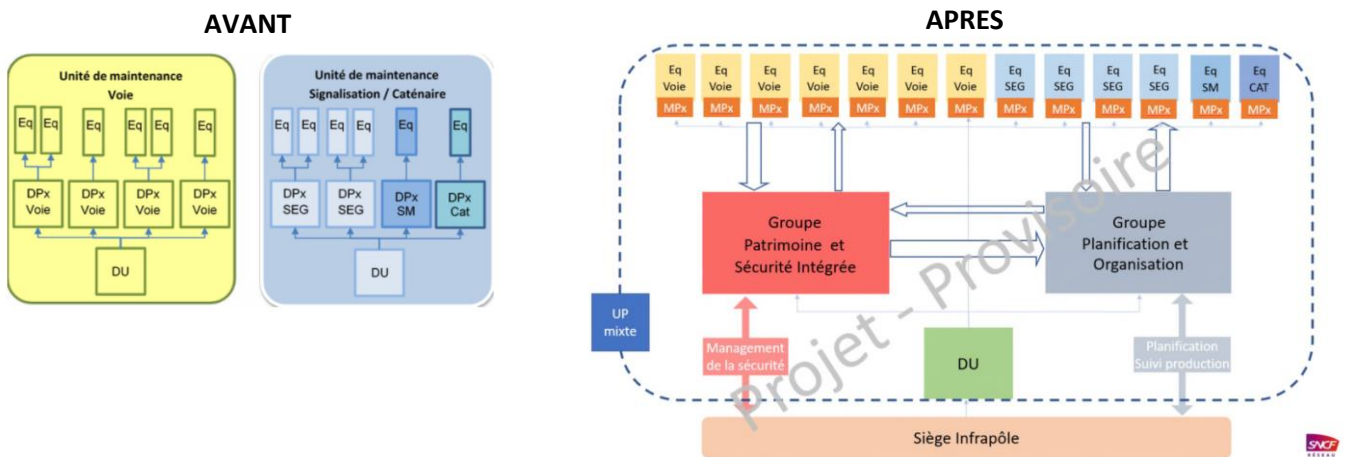 AVANT
Unité de maintenance
Voie
Eq Eq Eq Eq Eq Eq
DPx
Voie
DPx
Voie
DPx
Voie
DPx
Voie
DU
Unité de maintenance
Signalisation / Caténaire
Eq Eq Eq Eq Eq Eq
DPx
SEG
DPx
SEG
DPx
SM
DPx
Cat
DU
APRES
Eq
Voie
MPx
Eq
Voie
MPx
Eq
Voie
MPx
Eq
Voie
MPx
Eq
Voie
MPx
Eq
Voie
MPx
Eq
Voie
MPx
Eq
SEG
MPx
Eq
SEG
MPx
Eq
SEG
MPx
Eq
SEG
MPx
Eq
SM
MPx
Eq
CAT
MPx
Groupe
Patrimoine et
Sécurité Intégrée
Groupe
Planification et
Organisation
UP
mixte
Management
de la sécurité
DU
Planification
Suivi production
Projet - Provisoire
Siège Infrapôle
SNCF
RÉSEAU